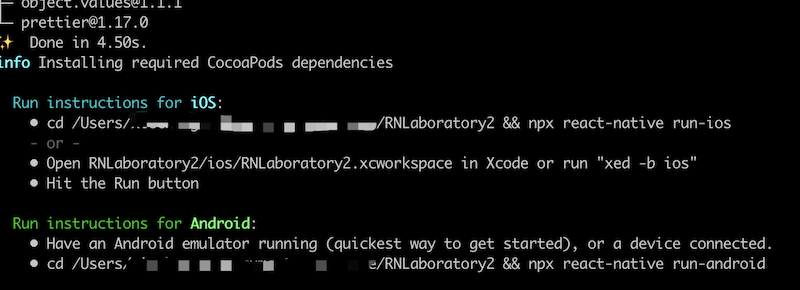 ├─ object.values@1.1.1
└─ prettier@1.17.0
✨ Done in 4.50s.
info Installing required CocoaPods dependencies
Run instructions for iOS:
• cd /Users/ /RNLaboratory2 && npx react-native run-ios
- or -
• Open RNLaboratory2/ios/RNLaboratory2.xcworkspace in Xcode or run "xed -b ios"
• Hit the Run button
Run instructions for Android:
• Have an Android emulator running (quickest way to get started), or a device connected.
• cd /Users/ e/RNLaboratory2 && npx react-native run-android